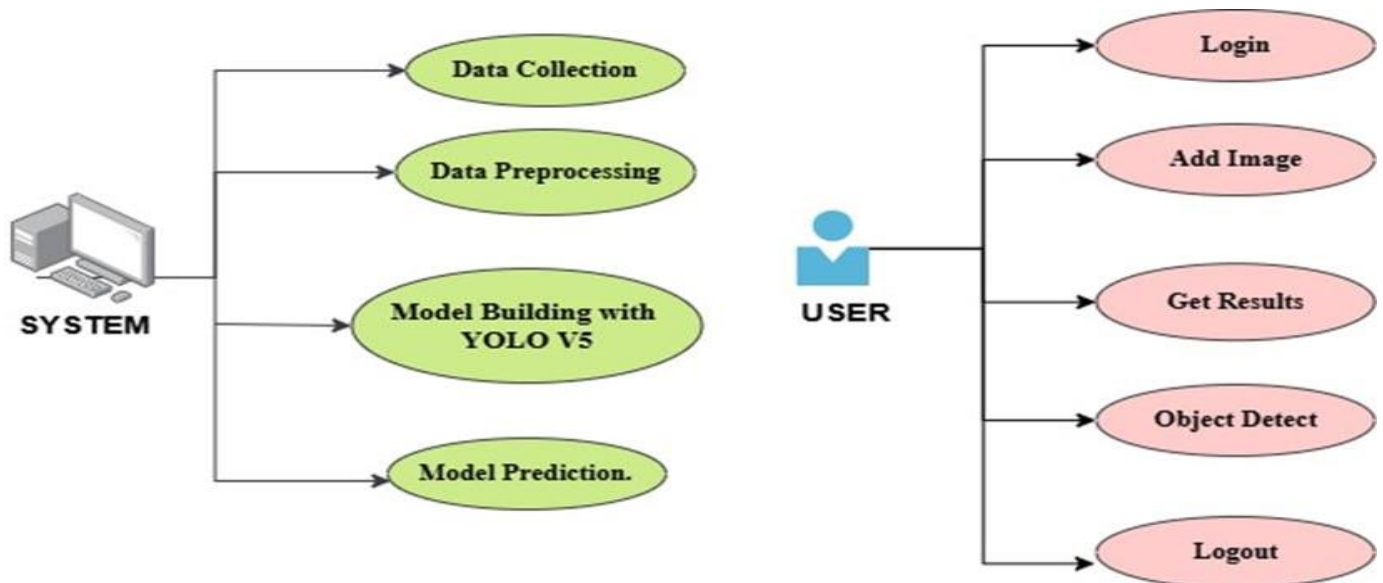 Data Collection
Data Preprocessing
SYSTEM
Model Building with
YOLO V5
Model Prediction.
Login
Add Image
USER
Get Results
Object Detect
Logout